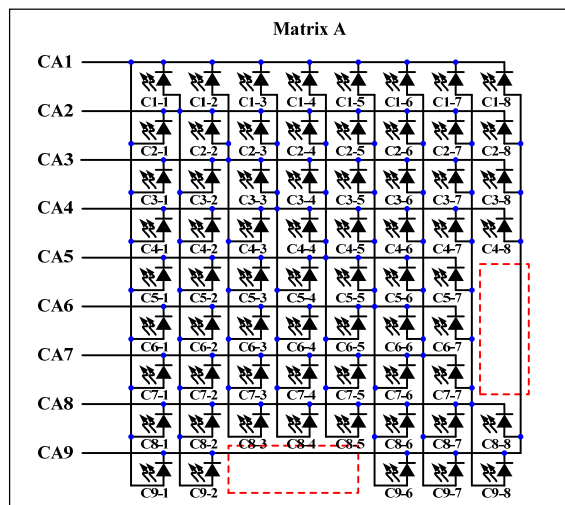 Matrix A
CA1
C1-1 C1-2 C1-3 C1-4 C1-5 C1-6 C1-7 C1-8
CA2
C2-1 C2-2 C2-3 C2-4 C2-5 C2-6 C2-7 C2-8
CA3
C3-1 C3-2 C3-3 C3-4 C3-5 C3-6 C3-7 C3-8
CA4
C4-1 C4-2 C4-3 C4-4 C4-5 C4-6 C4-7 C4-8
CA5
C5-1 C5-2 C5-3 C5-4 C5-5 C5-6 C5-7
CA6
C6-1 C6-2 C6-3 C6-4 C6-5 C6-6 C6-7
CA7
C7-1 C7-2 C7-3 C7-4 C7-5 C7-6 C7-7
CA8
C8-1 C8-2 C8-3 C8-4 C8-5 C8-6 C8-7 C8-8
CA9
C9-1 C9-2 C9-6 C9-7 C9-8